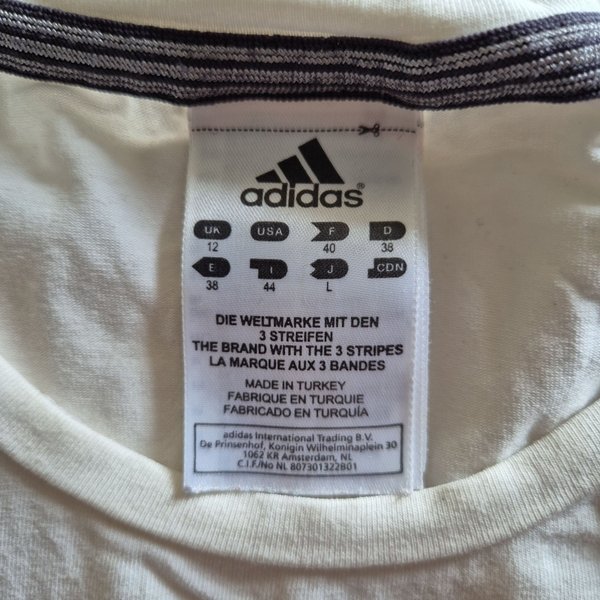 adidas®
UK USA F D
12 40 38
E I J CDN
38 44 L
DIE WELTMARKE MIT DEN
3 STREIFEN
THE BRAND WITH THE 3 STRIPES
LA MARQUE AUX 3 BANDES
MADE IN TURKEY
FABRIQUE EN TURQUIE
FABRICADO EN TURQUÍA
adidas International Trading B.V.
De Prinsenhof, Konigin Wilhelminaplein 30
1062 KR Amsterdam, NL
C.I.F./No NL 807301322B01